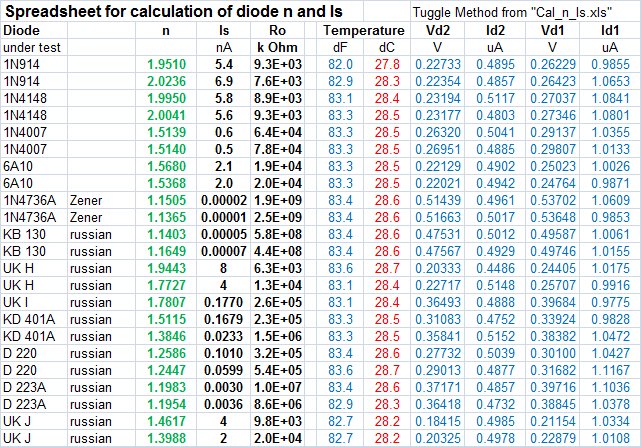 Spreadsheet for calculation of diode n and Is Tuggle Method from "Cal_n_Is.xls"
Diode n Is Ro Temperature Vd2 Id2 Vd1 Id1
under test nA k Ohm dF dC V uA V uA
1N914 1.9510 5.4 9.3E+03 82.0 27.8 0.22733 0.4895 0.26229 0.9855
1N914 2.0236 6.9 7.6E+03 82.9 28.3 0.22354 0.4857 0.26423 1.0653
1N4148 1.9950 5.8 8.9E+03 83.1 28.4 0.23194 0.5117 0.27037 1.0841
1N4148 2.0041 5.6 9.3E+03 83.3 28.5 0.23177 0.4803 0.27346 1.0801
1N4007 1.5139 0.6 6.4E+04 83.3 28.5 0.26320 0.5041 0.29137 1.0355
1N4007 1.5140 0.5 7.8E+04 83.3 28.5 0.26951 0.4885 0.29807 1.0133
6A10 1.5680 2.1 1.9E+04 83.3 28.5 0.22129 0.4902 0.25023 1.0026
6A10 1.5368 2.0 2.0E+04 83.3 28.5 0.22021 0.4942 0.24764 0.9871
1N4736A Zener 1.1505 0.00002 1.9E+09 83.4 28.6 0.51439 0.4961 0.53702 1.0609
1N4736A Zener 1.1365 0.00001 2.5E+09 83.4 28.6 0.51663 0.5017 0.53648 0.9853
KB 130 russian 1.1403 0.00005 5.8E+08 83.4 28.6 0.47531 0.5012 0.49587 1.0061
KB 130 russian 1.1649 0.00007 4.4E+08 83.4 28.6 0.47567 0.4929 0.49746 1.0155
UK H russian 1.9443 8 6.3E+03 83.6 28.7 0.20333 0.4486 0.24405 1.0175
UK H russian 1.7727 4 1.3E+04 83.1 28.4 0.22717 0.5148 0.25707 0.9916
UK I russian 1.7807 0.1770 2.6E+05 83.1 28.4 0.36493 0.4888 0.39684 0.9775
KD 401A russian 1.5115 0.1679 2.3E+05 83.3 28.5 0.31083 0.4752 0.33924 0.9828
KD 401A russian 1.3846 0.0233 1.5E+06 83.3 28.5 0.35841 0.5152 0.38382 1.0472
D 220 russian 1.2586 0.1010 3.2E+05 83.4 28.6 0.27732 0.5039 0.30100 1.0427
D 220 russian 1.2447 0.0599 5.4E+05 83.6 28.7 0.29013 0.4877 0.31682 1.1167
D 223A russian 1.1983 0.0030 1.0E+07 83.4 28.6 0.37171 0.4857 0.39716 1.1036
D 223A russian 1.1954 0.0036 8.6E+06 82.9 28.3 0.36418 0.4732 0.38845 1.0378
UK J russian 1.4617 4 9.8E+03 82.7 28.2 0.18415 0.4985 0.21154 1.0334
UK J russian 1.3988 2 2.0E+04 82.7 28.2 0.20325 0.4978 0.22870 1.0108